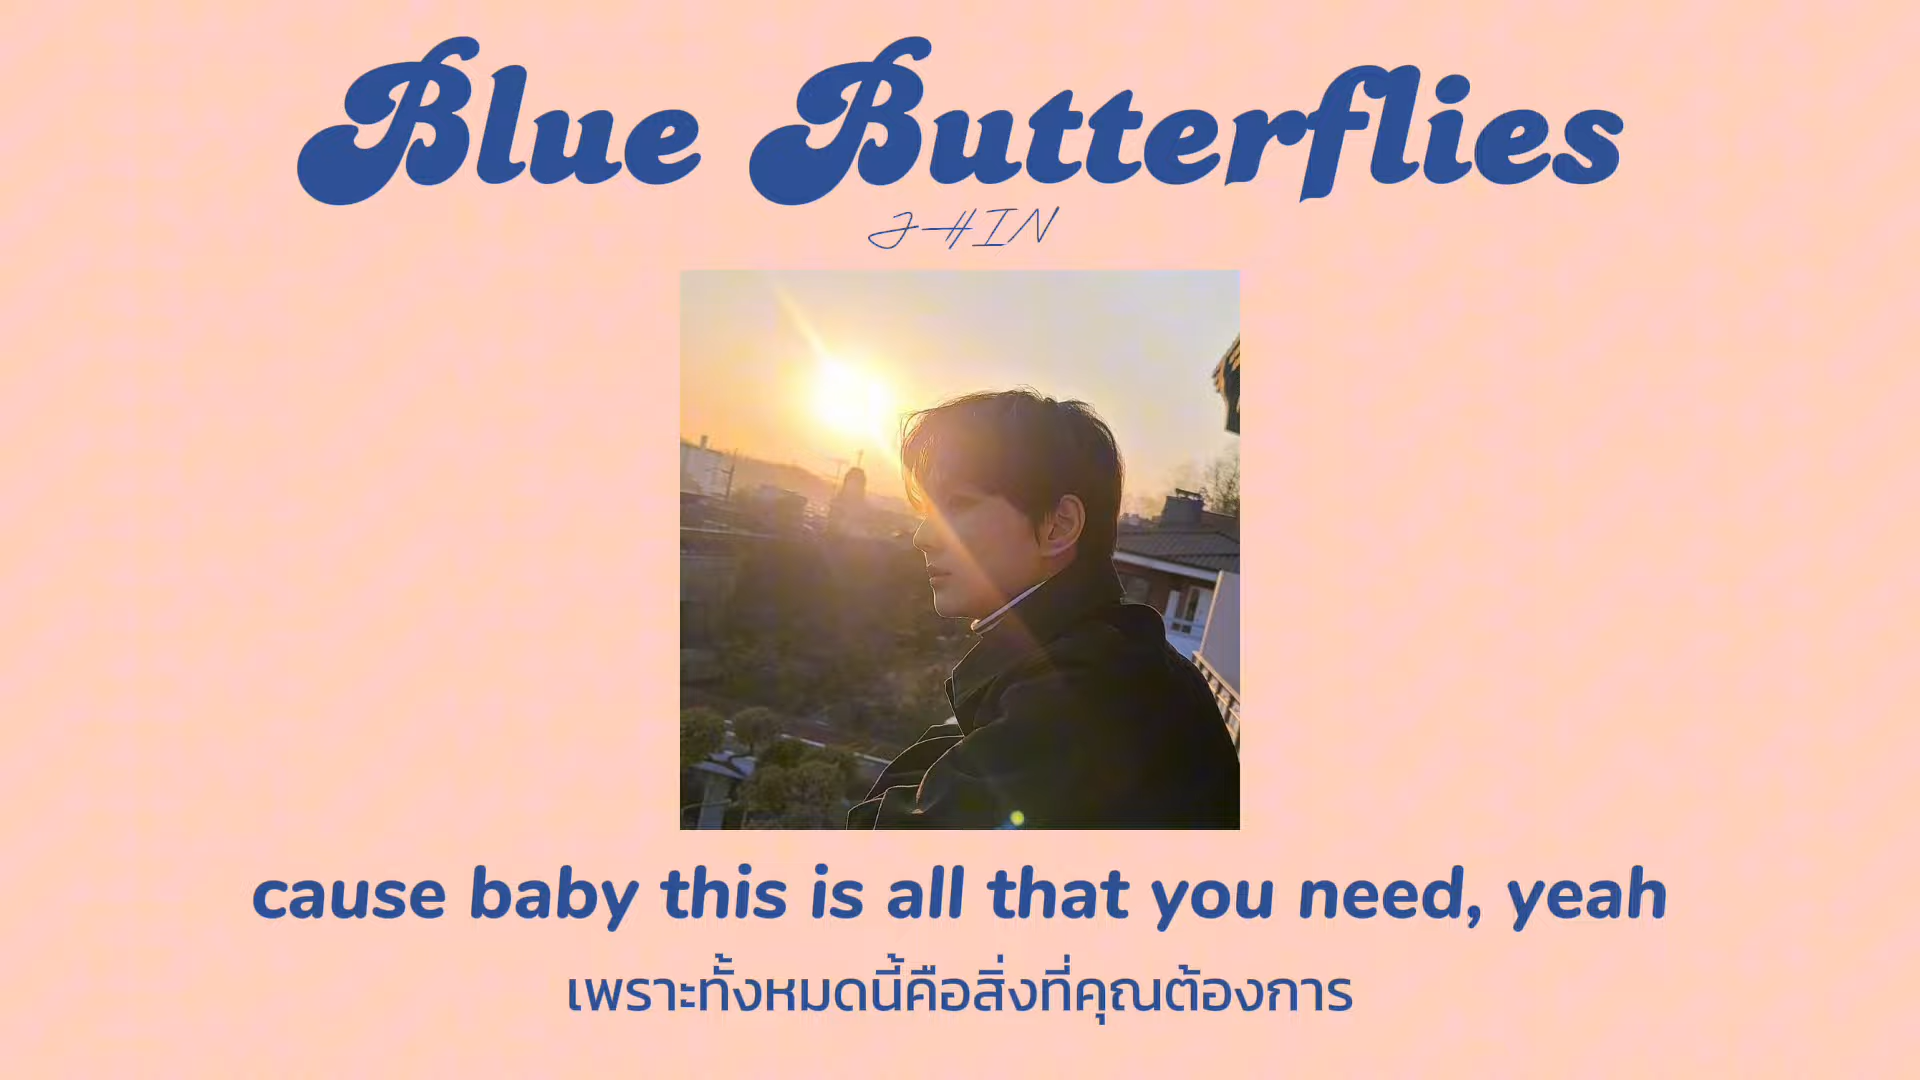 Blue Butterflies
JHIN
cause baby this is all that you need, yeah
เพราะทั้งหมดนี้คือสิ่งที่คุณต้องการ